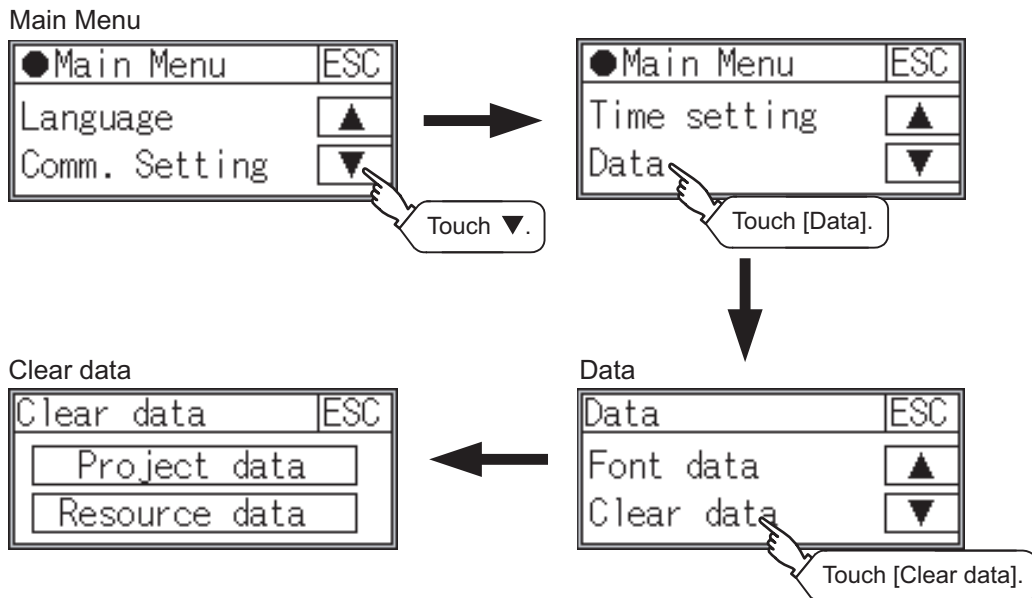 Main Menu
●Main Menu ESC
Language ▲
Comm. Setting ▼
Touch ▼.
●Main Menu ESC
Time setting ▲
Data ▼
Touch [Data].
Clear data
Clear data ESC
Project data
Resource data
Data
Data ESC
Font data ▲
Clear data ▼
Touch [Clear data].